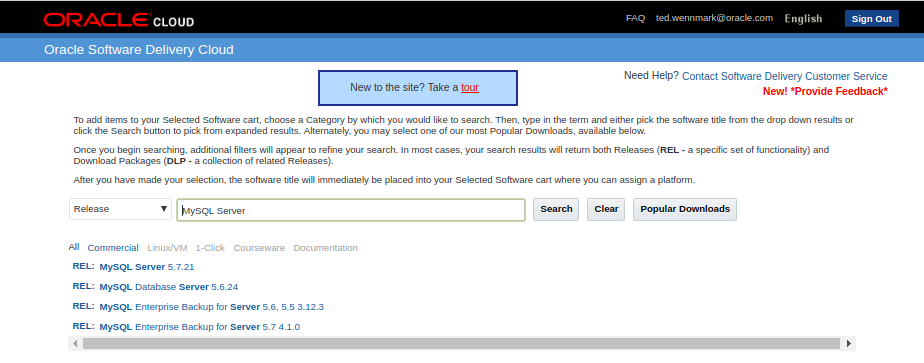 ORACLE CLOUD
FAQ ted.wennmark@oracle.com English Sign Out
Oracle Software Delivery Cloud
New to the site? Take a tour
Need Help? Contact Software Delivery Customer Service
New! *Provide Feedback*
To add items to your Selected Software cart, choose a Category by which you would like to search. Then, type in the term and either pick the software title from the drop down results or
click the Search button to pick from expanded results. Alternately, you may select one of our most Popular Downloads, available below.
Once you begin searching, additional filters will appear to refine your search. In most cases, your search results will return both Releases (REL - a specific set of functionality) and
Download Packages (DLP - a collection of related Releases).
After you have made your selection, the software title will immediately be placed into your Selected Software cart where you can assign a platform.
Release MySQL Server Search Clear Popular Downloads
All Commercial Linux/VM 1-Click Courseware Documentation
REL: MySQL Server 5.7.21
REL: MySQL Database Server 5.6.24
REL: MySQL Enterprise Backup for Server 5.6, 5.5 3.12.3
REL: MySQL Enterprise Backup for Server 5.7 4.1.0